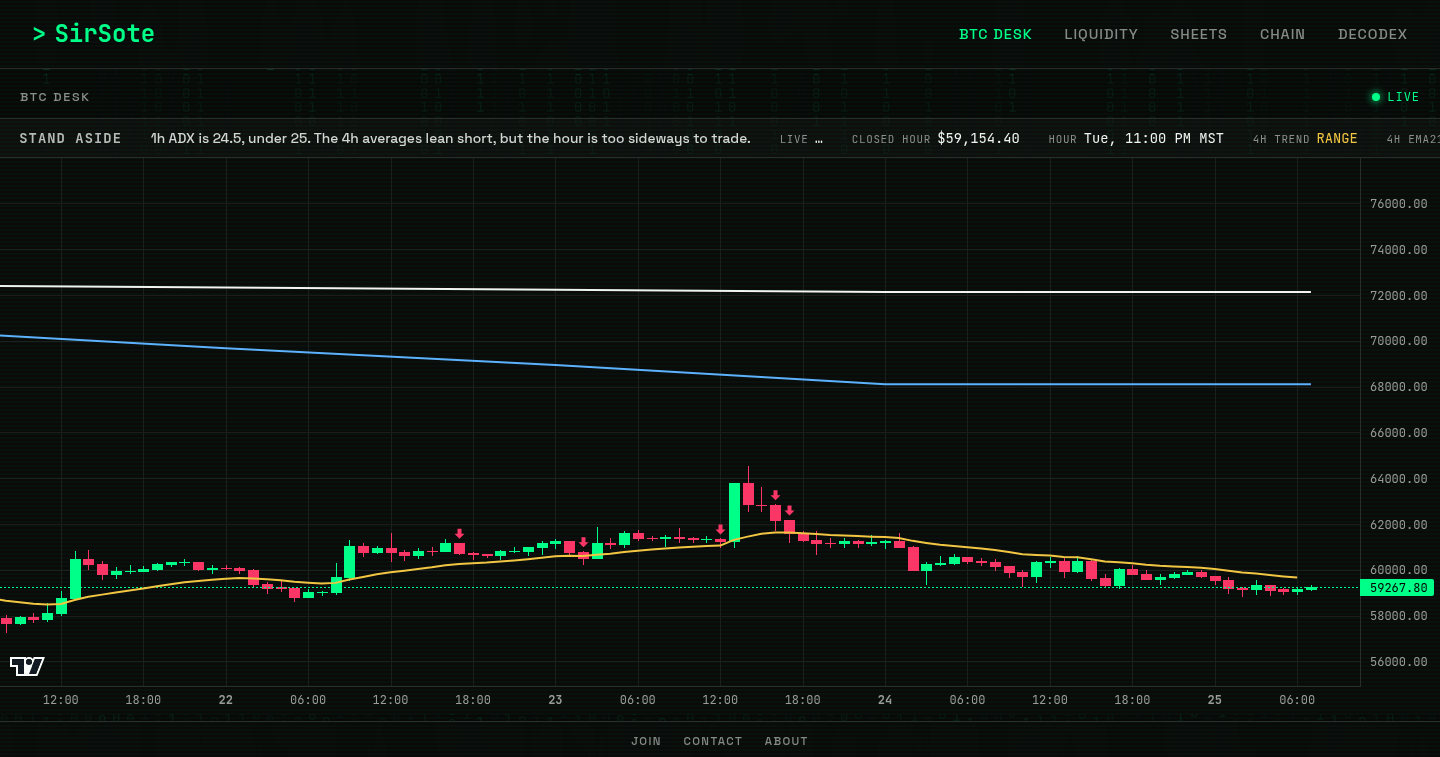 > SirSote
BTC DESK LIQUIDITY SHEETS CHAIN DECODEX
BTC DESK
LIVE
STAND ASIDE 1h ADX is 24.5, under 25. The 4h averages lean short, but the hour is too sideways to trade. LIVE … CLOSED HOUR $59,154.40 HOUR Tue, 11:00 PM MST 4H TREND RANGE 4H EMA21
76000.00
74000.00
72000.00
70000.00
68000.00
66000.00
64000.00
62000.00
60000.00
59267.80
58000.00
56000.00
12:00 18:00 22 06:00 12:00 18:00 23 06:00 12:00 18:00 24 06:00 12:00 18:00 25 06:00
JOIN CONTACT ABOUT